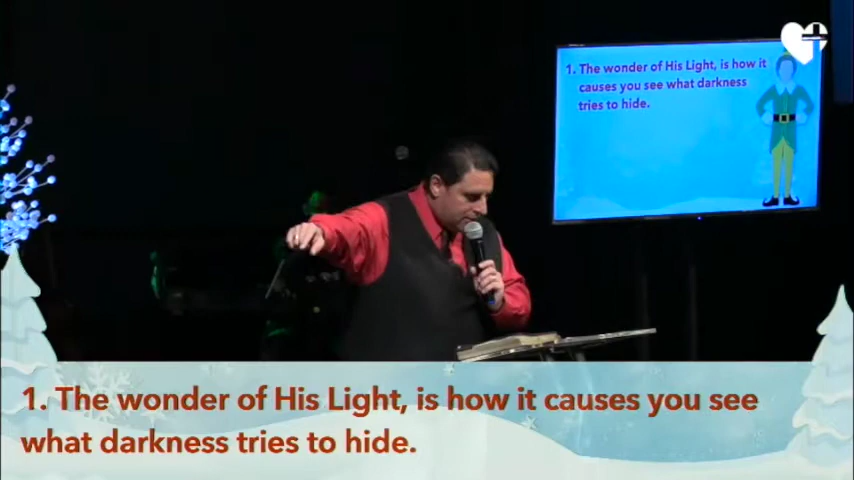 1. The wonder of His Light, is how it
causes you see what darkness
tries to hide.
1. The wonder of His Light, is how it causes you see
what darkness tries to hide.